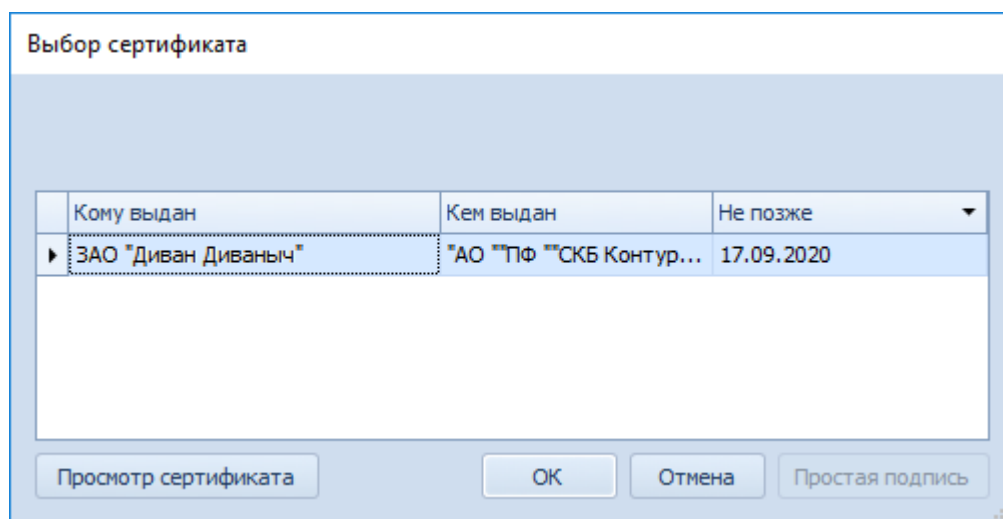 Выбор сертификата
Кому выдан Кем выдан Не позже
ЗАО "Диван Диваныч" "АО ""ПФ ""СКБ Контур... 17.09.2020
Просмотр сертификата ОК Отмена Простая подпись